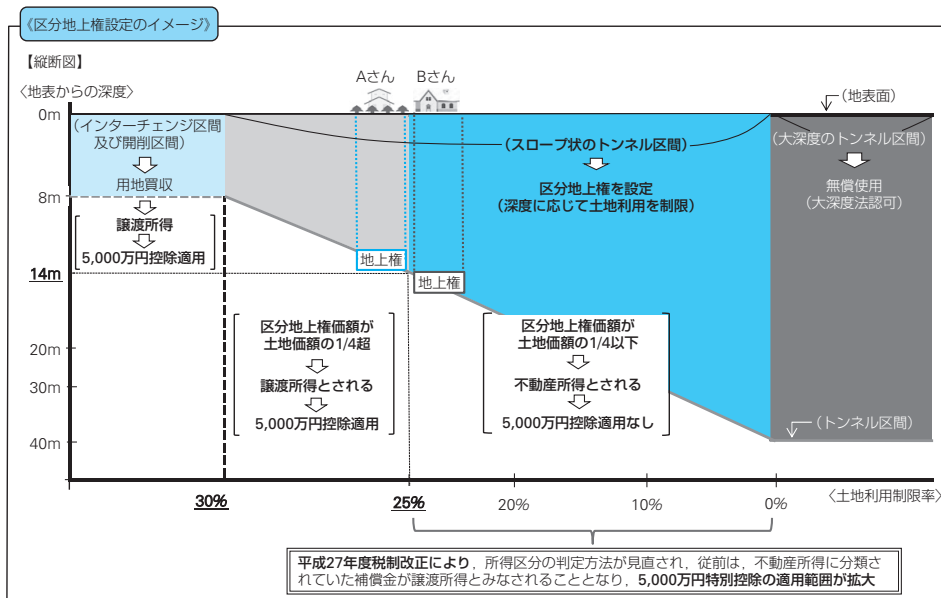 《区分地上権設定のイメージ》
【縦断図】
〈地表からの深度〉
Aさん
Bさん
(地表面)
0m
(インターチェンジ区間
及び開削区間)
用地買収
(スロープ状のトンネル区間)
区分地上権を設定
(深度に応じて土地利用を制限)
(大深度のトンネル区間)
無償使用
(大深度法認可)
8m
譲渡所得
5,000万円控除適用
地上権
14m
地上権
区分地上権価額が
土地価額の1/4超
譲渡所得とされる
5,000万円控除適用
区分地上権価額が
土地価額の1/4以下
不動産所得とされる
5,000万円控除適用なし
20m
30m
(トンネル区間)
40m
30%
25%
20%
10%
0%
〈土地利用制限率〉
平成27年度税制改正により，所得区分の判定方法が見直され，従前は，不動産所得に分類さ
れていた補償金が譲渡所得とみなされることとなり，5,000万円特別控除の適用範囲が拡大